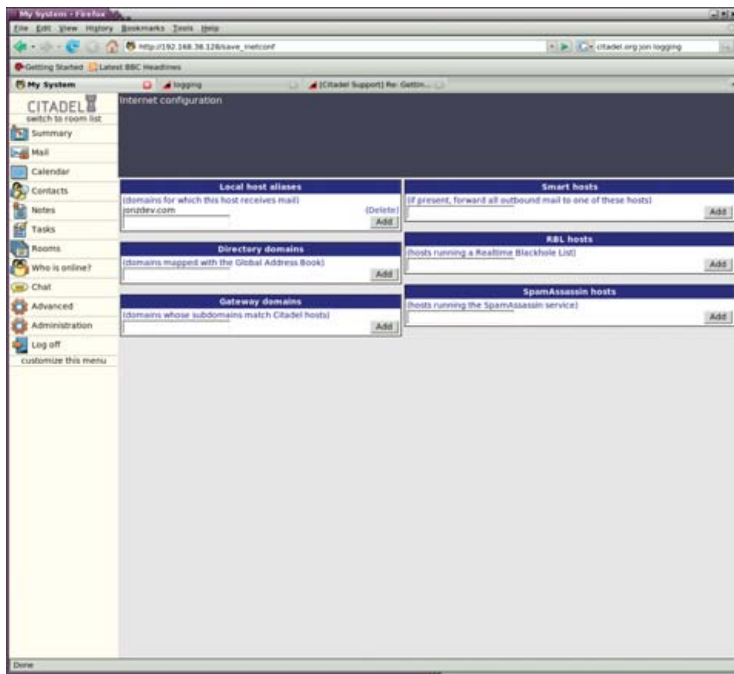 My System - Firefox
File Edit View History Bookmarks Tools Help
http://192.168.38.128/save_inetconf
citadel.org jon logging
Getting Started Latest BBC Headlines
My System
logging
[Citadel Support] Re: Gettin...
CITADEL
switch to room list
Summary
Mail
Calendar
Contacts
Notes
Tasks
Rooms
Who is online?
Chat
Advanced
Administration
Log off
customize this menu
Internet configuration
Local host aliases
(domains for which this host receives mail)
jonzdev.com (Delete)
Add
Directory domains
(domains mapped with the Global Address Book)
Add
Gateway domains
(domains whose subdomains match Citadel hosts)
Add
Smart hosts
(if present, forward all outbound mail to one of these hosts)
Add
RBL hosts
(hosts running a Realtime Blackhole List)
Add
SpamAssassin hosts
(hosts running the SpamAssassin service)
Add
Done